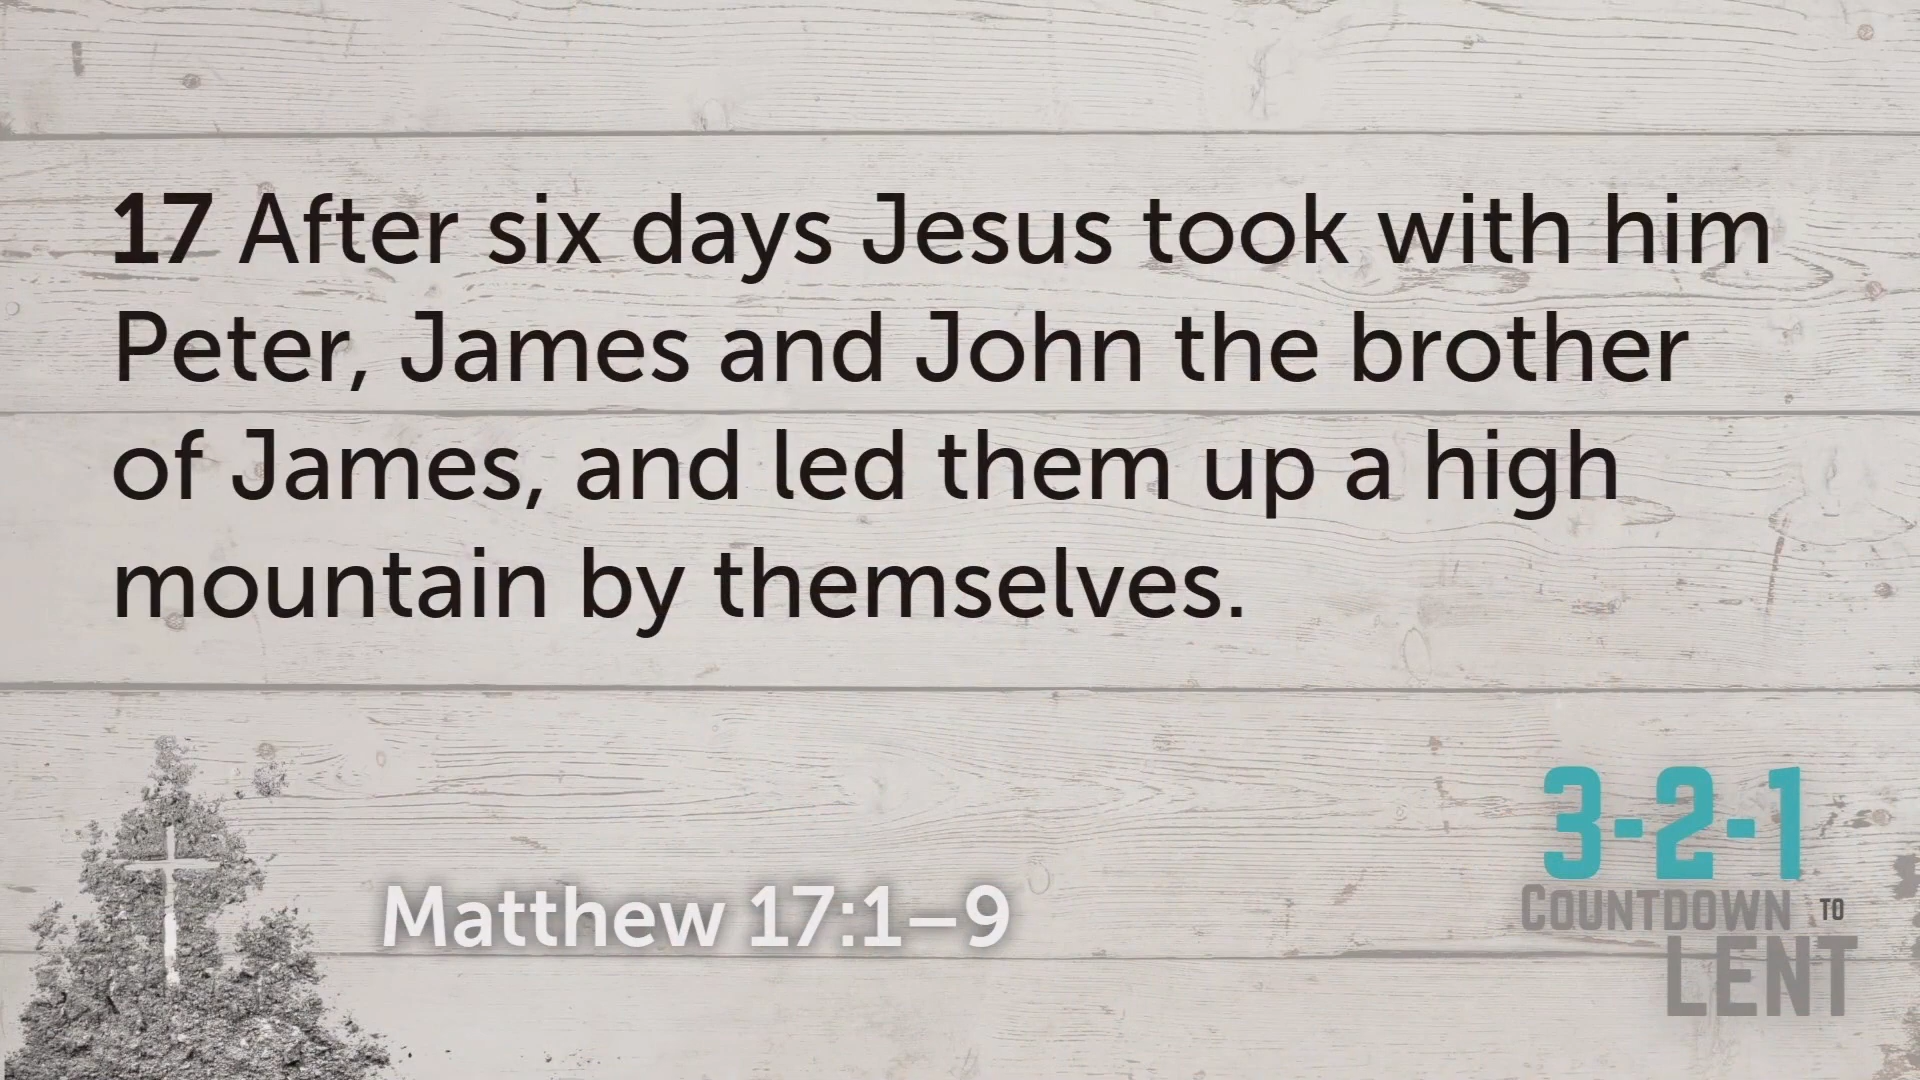 17 After six days Jesus took with him
Peter, James and John the brother
of James, and led them up a high
mountain by themselves.
Matthew 17:1–9
3-2-1
COUNTDOWN TO
LENT